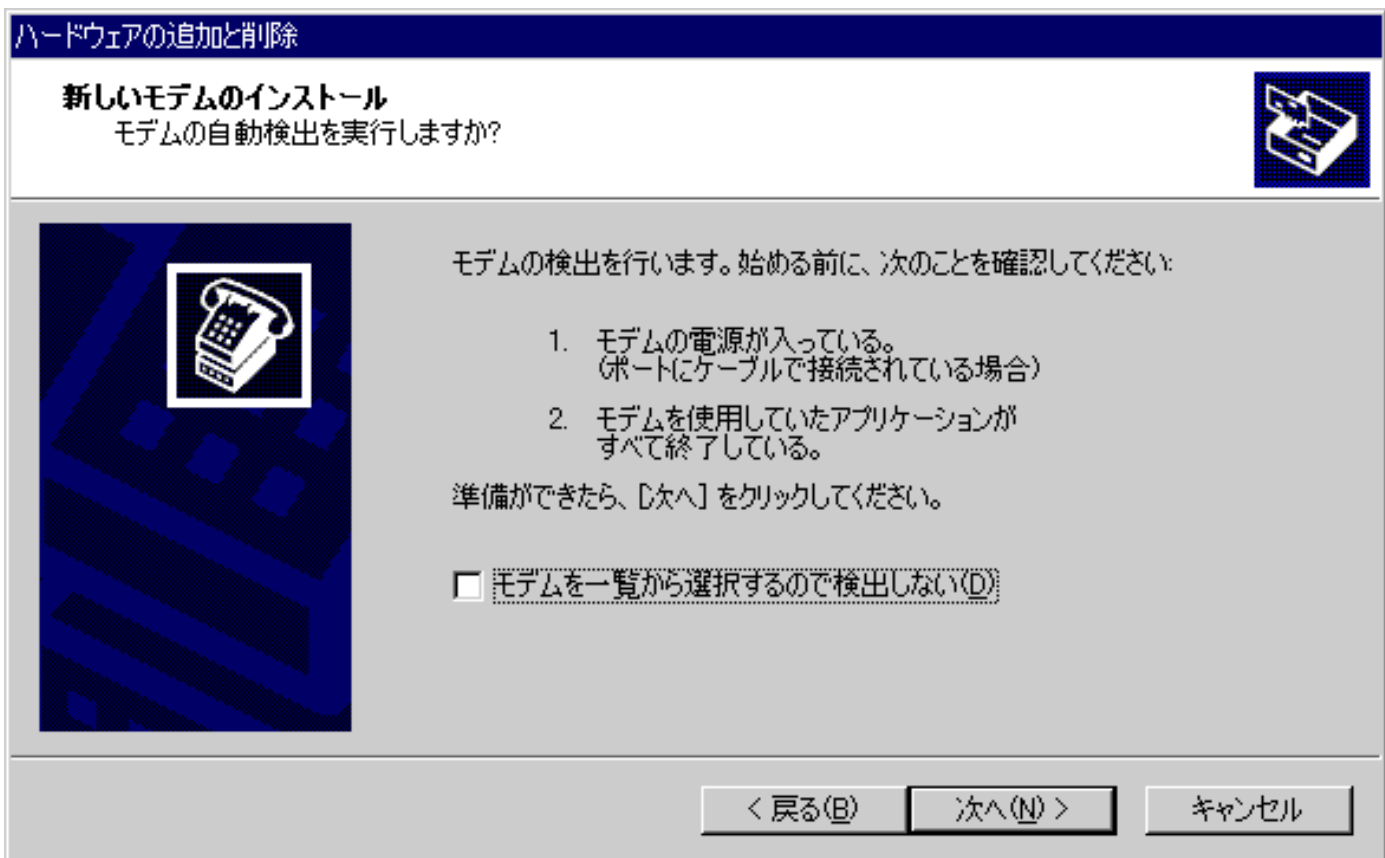 ハードウェアの追加と削除
新しいモデムのインストール
モデムの自動検出を実行しますか?
モデムの検出を行います。始める前に、次のことを確認してください:
1. モデムの電源が入っている。
(ポートにケーブルで接続されている場合)
2. モデムを使用していたアプリケーションが
すべて終了している。
準備ができたら、[次へ] をクリックしてください。
モデムを一覧から選択するので検出しない(D)
< 戻る(B)
次へ(N) >
キャンセル